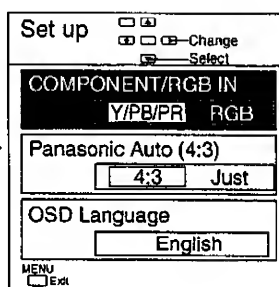 Set up
Change
Select
COMPONENT/RGB IN
Y/PB/PR RGB
Panasonic Auto (4:3)
4:3 Just
OSD Language
English
MENU
Exit